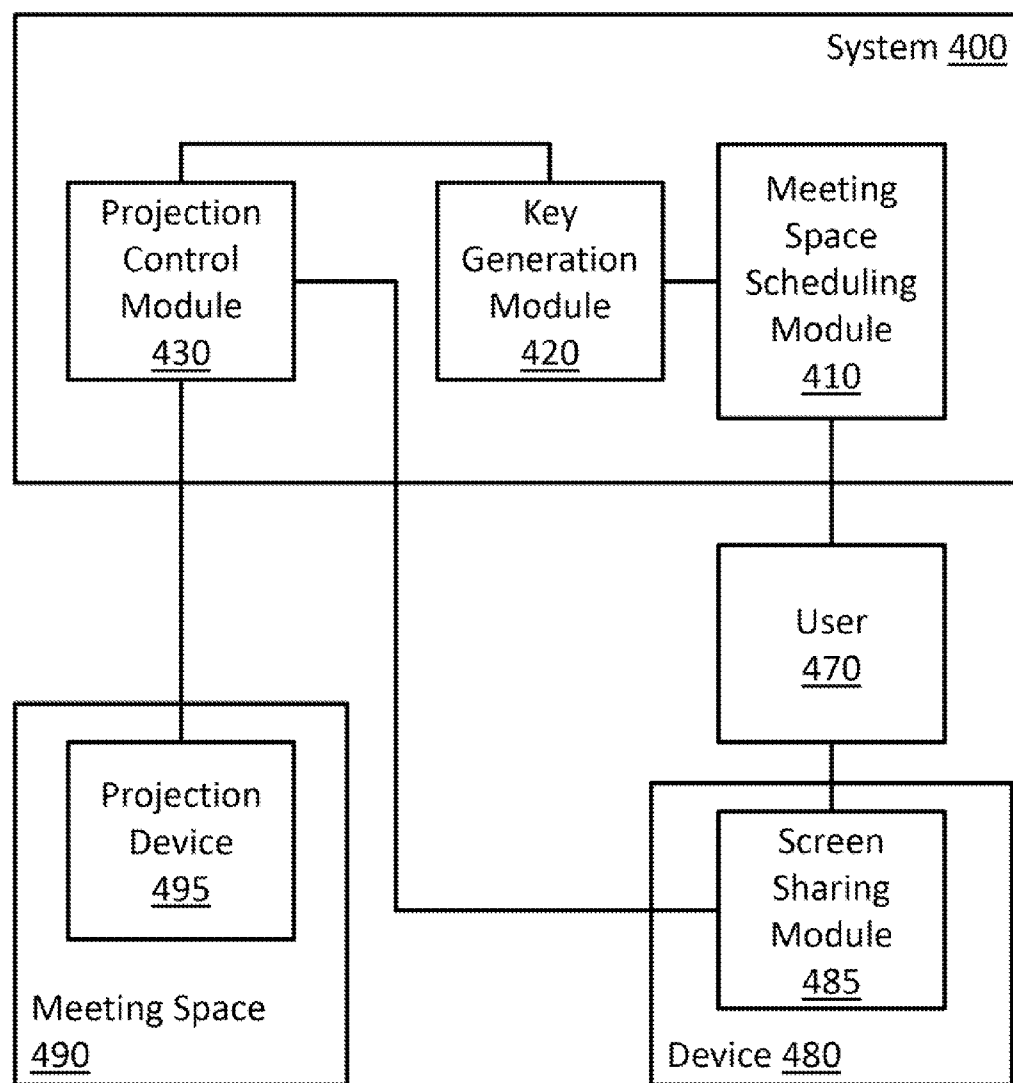 System 400
Projection
Control
Module
430
Key
Generation
Module
420
Meeting
Space
Scheduling
Module
410
User
470
Projection
Device
495
Meeting Space
490
Screen
Sharing
Module
485
Device 480